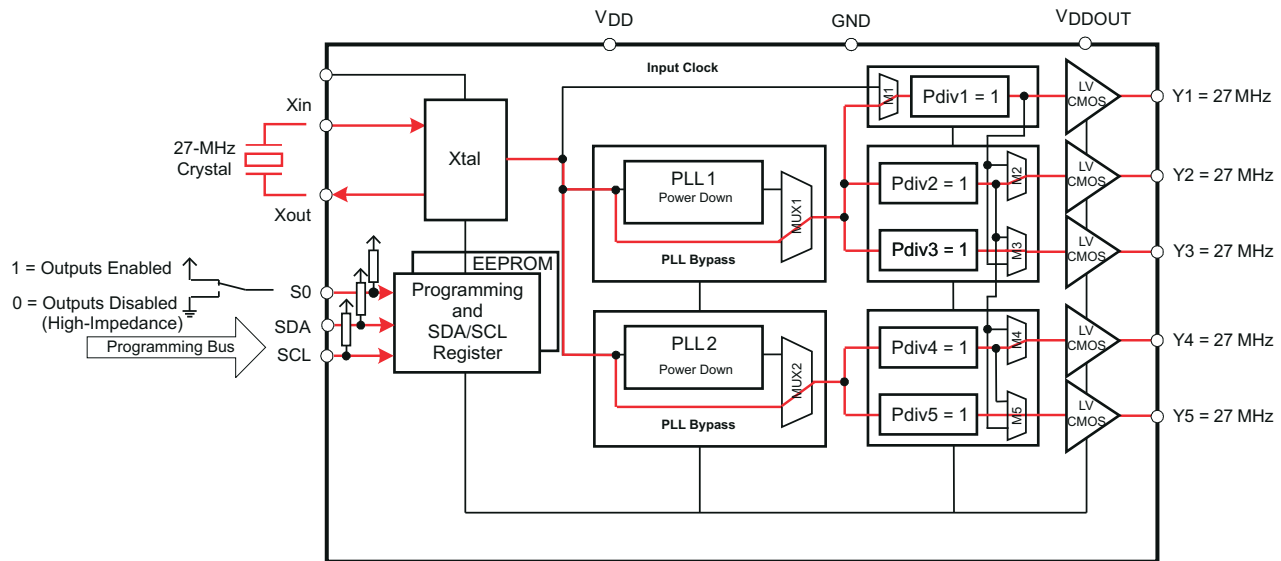 VDD
GND
VDDOUT
Input Clock
Xin
27-MHz
Crystal
Xout
Xtal
M1
Pdiv1 = 1
LV
CMOS
Y1 = 27 MHz
PLL 1
Power Down
MUX1
PLL Bypass
Pdiv2 = 1
M2
LV
CMOS
Y2 = 27 MHz
Pdiv3 = 1
M3
LV
CMOS
Y3 = 27 MHz
1 = Outputs Enabled
0 = Outputs Disabled
(High-Impedance)
Programming Bus
S0
SDA
SCL
EEPROM
Programming
and
SDA/SCL
Register
PLL2
Power Down
MUX2
PLL Bypass
Pdiv4 = 1
M4
LV
CMOS
Y4 = 27 MHz
Pdiv5 = 1
M5
LV
CMOS
Y5 = 27 MHz